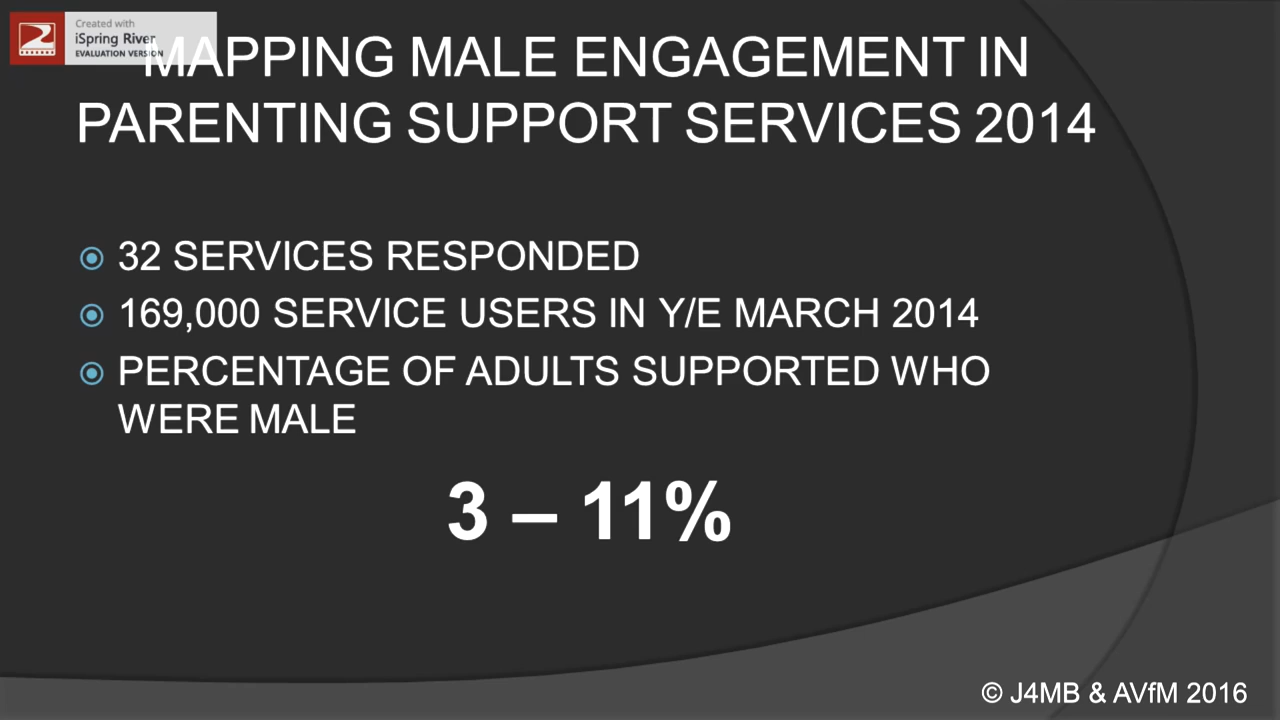 Created with
iSpring River
EVALUATION VERSION
MAPPING MALE ENGAGEMENT IN
PARENTING SUPPORT SERVICES 2014
32 SERVICES RESPONDED
169,000 SERVICE USERS IN Y/E MARCH 2014
PERCENTAGE OF ADULTS SUPPORTED WHO
WERE MALE
3 – 11%
© J4MB & AVfM 2016